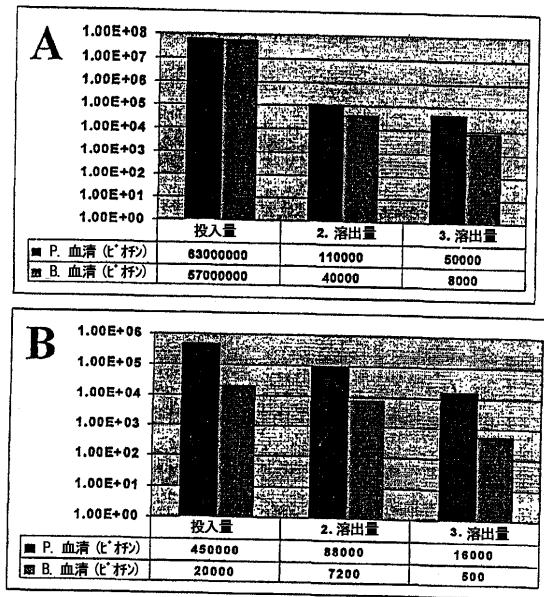 A
1.00E+08
1.00E+07
1.00E+06
1.00E+05
1.00E+04
1.00E+03
1.00E+02
1.00E+01
1.00E+00
投入量 2. 溶出量 3. 溶出量
P. 血清 (ﾋﾞｵﾁﾝ) 63000000 110000 50000
B. 血清 (ﾋﾞｵﾁﾝ) 57000000 40000 8000
B
1.00E+06
1.00E+05
1.00E+04
1.00E+03
1.00E+02
1.00E+01
1.00E+00
投入量 2. 溶出量 3. 溶出量
P. 血清 (ﾋﾞｵﾁﾝ) 450000 88000 16000
B. 血清 (ﾋﾞｵﾁﾝ) 20000 7200 500